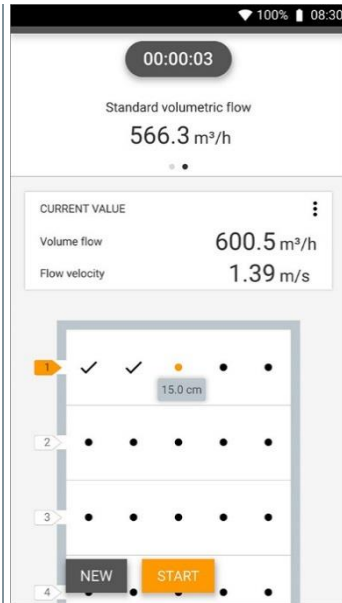 100% 08:30
00:00:03
Standard volumetric flow
566.3 m³/h
CURRENT VALUE
Volume flow 600.5 m³/h
Flow velocity 1.39 m/s
1
15.0 cm
2
3
4
NEW START